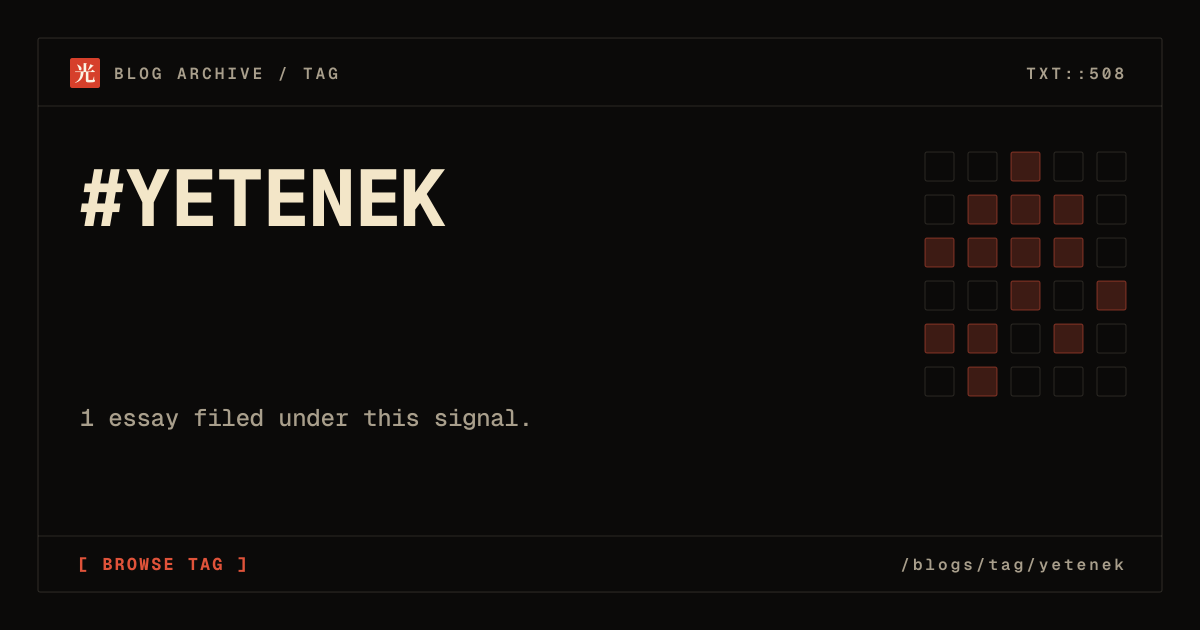 光 BLOG ARCHIVE / TAG
TXT::508
#YETENEK
1 essay filed under this signal.
[ BROWSE TAG ]
/blogs/tag/yetenek